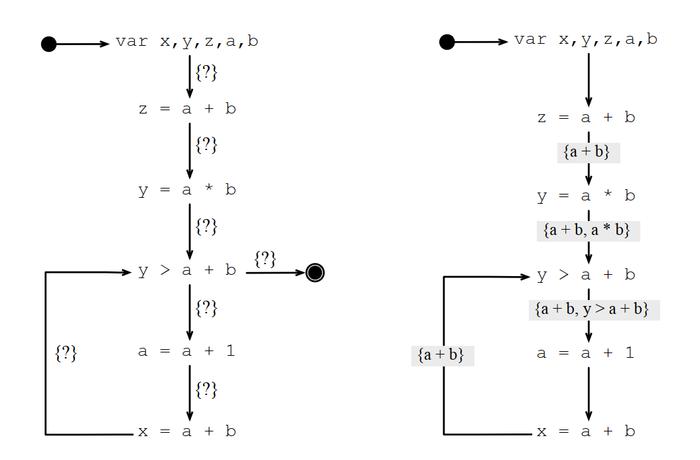 var x,y,z,a,b
{?}
z = a + b
{?}
y = a * b
{?}
y > a + b
{?}
{?}
{?}
a = a + 1
{?}
x = a + b
var x,y,z,a,b
z = a + b
{a + b}
y = a * b
{a + b, a * b}
y > a + b
{a + b, y > a + b}
{a + b}
a = a + 1
x = a + b